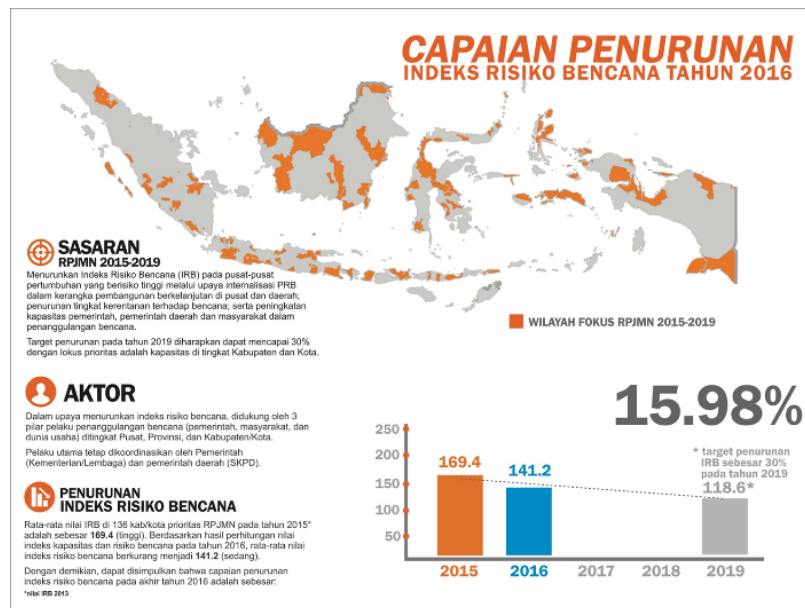 CAPAIAN PENURUNAN
INDEKS RISIKO BENCANA TAHUN 2016
SASARAN
RPJMN 2015-2019
Menurunkan Indeks Risiko Bencana (IRB) pada pusat-pusat
pertumbuhan yang berisiko tinggi melalui upaya internalisasi PRB
dalam kerangka pembangunan berkelanjutan di pusat dan daerah;
penurunan tingkat kerentanan terhadap bencana; serta peningkatan
kapasitas pemerintah, pemerintah daerah dan masyarakat dalam
penanggulangan bencana.
Target penurunan pada tahun 2019 diharapkan dapat mencapai 30%
dengan lokus prioritas adalah kapasitas di tingkat Kabupaten dan Kota.
WILAYAH FOKUS RPJMN 2015-2019
AKTOR
Dalam upaya menurunkan indeks risiko bencana, didukung oleh 3
pilar pelaku penanggulangan bencana (pemerintah, masyarakat, dan
dunia usaha) ditingkat Pusat, Provinsi, dan Kabupaten/Kota.
Pelaku utama tetap dikoordinasikan oleh Pemerintah
(Kementerian/Lembaga) dan pemerintah daerah (SKPD).
PENURUNAN
INDEKS RISIKO BENCANA
Rata-rata nilai IRB di 136 kab/kota prioritas RPJMN pada tahun 2015*
adalah sebesar 169.4 (tinggi). Berdasarkan hasil perhitungan nilai
indeks kapasitas dan risiko bencana pada tahun 2016, rata-rata nilai
indeks risiko bencana berkurang menjadi 141.2 (sedang).
Dengan demikian, dapat disimpulkan bahwa capaian penurunan
indeks risiko bencana pada akhir tahun 2016 adalah sebesar:
*nilai IRB 2013
15.98%
250
200
150
100
50
169.4
141.2
* target penurunan
IRB sebesar 30%
pada tahun 2019
118.6*
2015
2016
2017
2018
2019